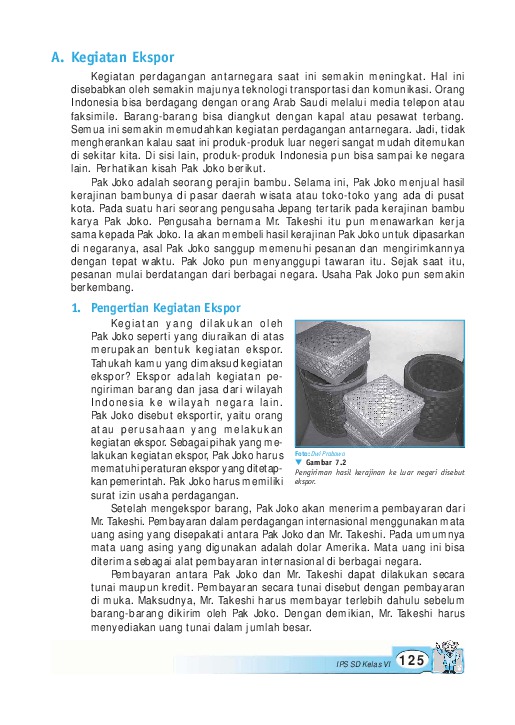 A. Kegiatan Ekspor
Kegiatan perdagangan antarnegara saat ini semakin meningkat. Hal ini
disebabkan oleh semakin majunya teknologi transportasi dan komunikasi. Orang
Indonesia bisa berdagang dengan orang Arab Saudi melalui media telepon atau
faksimile. Barang-barang bisa diangkut dengan kapal atau pesawat terbang.
Semua ini semakin memudahkan kegiatan perdagangan antarnegara. Jadi, tidak
mengherankan kalau saat ini produk-produk luar negeri sangat mudah ditemukan
di sekitar kita. Di sisi lain, produk-produk Indonesia pun bisa sampai ke negara
lain. Perhatikan kisah Pak Joko berikut.
Pak Joko adalah seorang perajin bambu. Selama ini, Pak Joko menjual hasil
kerajinan bambunya di pasar daerah wisata atau toko-toko yang ada di pusat
kota. Pada suatu hari seorang pengusaha Jepang tertarik pada kerajinan bambu
karya Pak Joko. Pengusaha bernama Mr. Takeshi itu pun menawarkan kerja
sama kepada Pak Joko. Ia akan membeli hasil kerajinan Pak Joko untuk dipasarkan
di negaranya, asal Pak Joko sanggup memenuhi pesanan dan mengirimkannya
dengan tepat waktu. Pak Joko pun menyanggupi tawaran itu. Sejak saat itu,
pesanan mulai berdatangan dari berbagai negara. Usaha Pak Joko pun semakin
berkembang.
1. Pengertian Kegiatan Ekspor
Kegiatan yang dilakukan oleh
Pak Joko seperti yang diuraikan di atas
merupakan bentuk kegiatan ekspor.
Tahukah kamu yang dimaksud kegiatan
ekspor? Ekspor adalah kegiatan pe-
ngiriman barang dan jasa dari wilayah
Indonesia ke wilayah negara lain.
Pak Joko disebut eksportir, yaitu orang
atau perusahaan yang melakukan
kegiatan ekspor. Sebagai pihak yang me-
lakukan kegiatan ekspor, Pak Joko harus
mematuhi peraturan ekspor yang ditetap-
kan pemerintah. Pak Joko harus memiliki
surat izin usaha perdagangan.
Foto: Dwi Prabowo
▼ Gambar 7.2
Pengiriman hasil kerajinan ke luar negeri disebut
ekspor.
Setelah mengekspor barang, Pak Joko akan menerima pembayaran dari
Mr. Takeshi. Pembayaran dalam perdagangan internasional menggunakan mata
uang asing yang disepakati antara Pak Joko dan Mr. Takeshi. Pada umumnya
mata uang asing yang digunakan adalah dolar Amerika. Mata uang ini bisa
diterima sebagai alat pembayaran internasional di berbagai negara.
Pembayaran antara Pak Joko dan Mr. Takeshi dapat dilakukan secara
tunai maupun kredit. Pembayaran secara tunai disebut dengan pembayaran
di muka. Maksudnya, Mr. Takeshi harus membayar terlebih dahulu sebelum
barang-barang dikirim oleh Pak Joko. Dengan demikian, Mr. Takeshi harus
menyediakan uang tunai dalam jumlah besar.
IPS SD Kelas VI 125